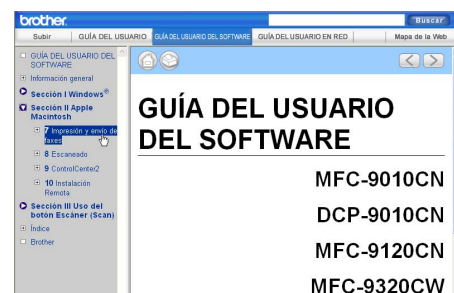 brother
Buscar
Subir
GUÍA DEL USUARIO
GUÍA DEL USUARIO DEL SOFTWARE
GUÍA DEL USUARIO EN RED
Mapa de la Web
GUÍA DEL USUARIO DEL
SOFTWARE
Información general
Sección I Windows®
Sección II Apple
Macintosh
7 Impresión y envío de
faxes
8 Escaneado
9 ControlCenter2
10 Instalación
Remota
Sección III Uso del
botón Escáner (Scan)
Índice
Brother
GUÍA DEL USUARIO
DEL SOFTWARE
MFC-9010CN
DCP-9010CN
MFC-9120CN
MFC-9320CW